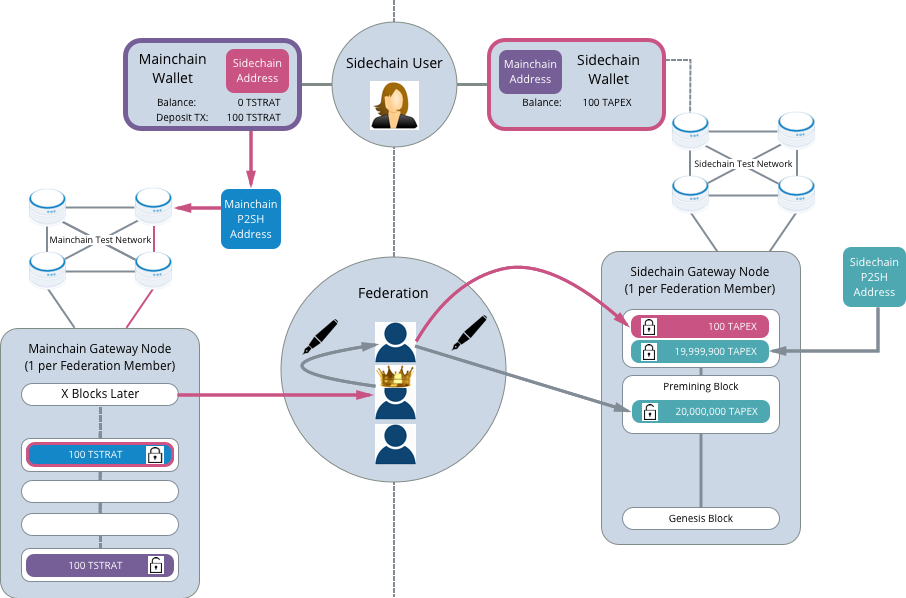 Mainchain
Wallet
Sidechain
Address
Balance: 0 TSTRAT
Deposit TX: 100 TSTRAT
Sidechain User
Mainchain
Address
Sidechain
Wallet
Balance: 100 TAPEX
Sidechain Test Network
Mainchain
P2SH
Address
Mainchain Test Network
Federation
Sidechain Gateway Node
(1 per Federation Member)
100 TAPEX
19,999,900 TAPEX
Premining Block
20,000,000 TAPEX
Genesis Block
Sidechain
P2SH
Address
Mainchain Gateway Node
(1 per Federation Member)
X Blocks Later
100 TSTRAT
100 TSTRAT